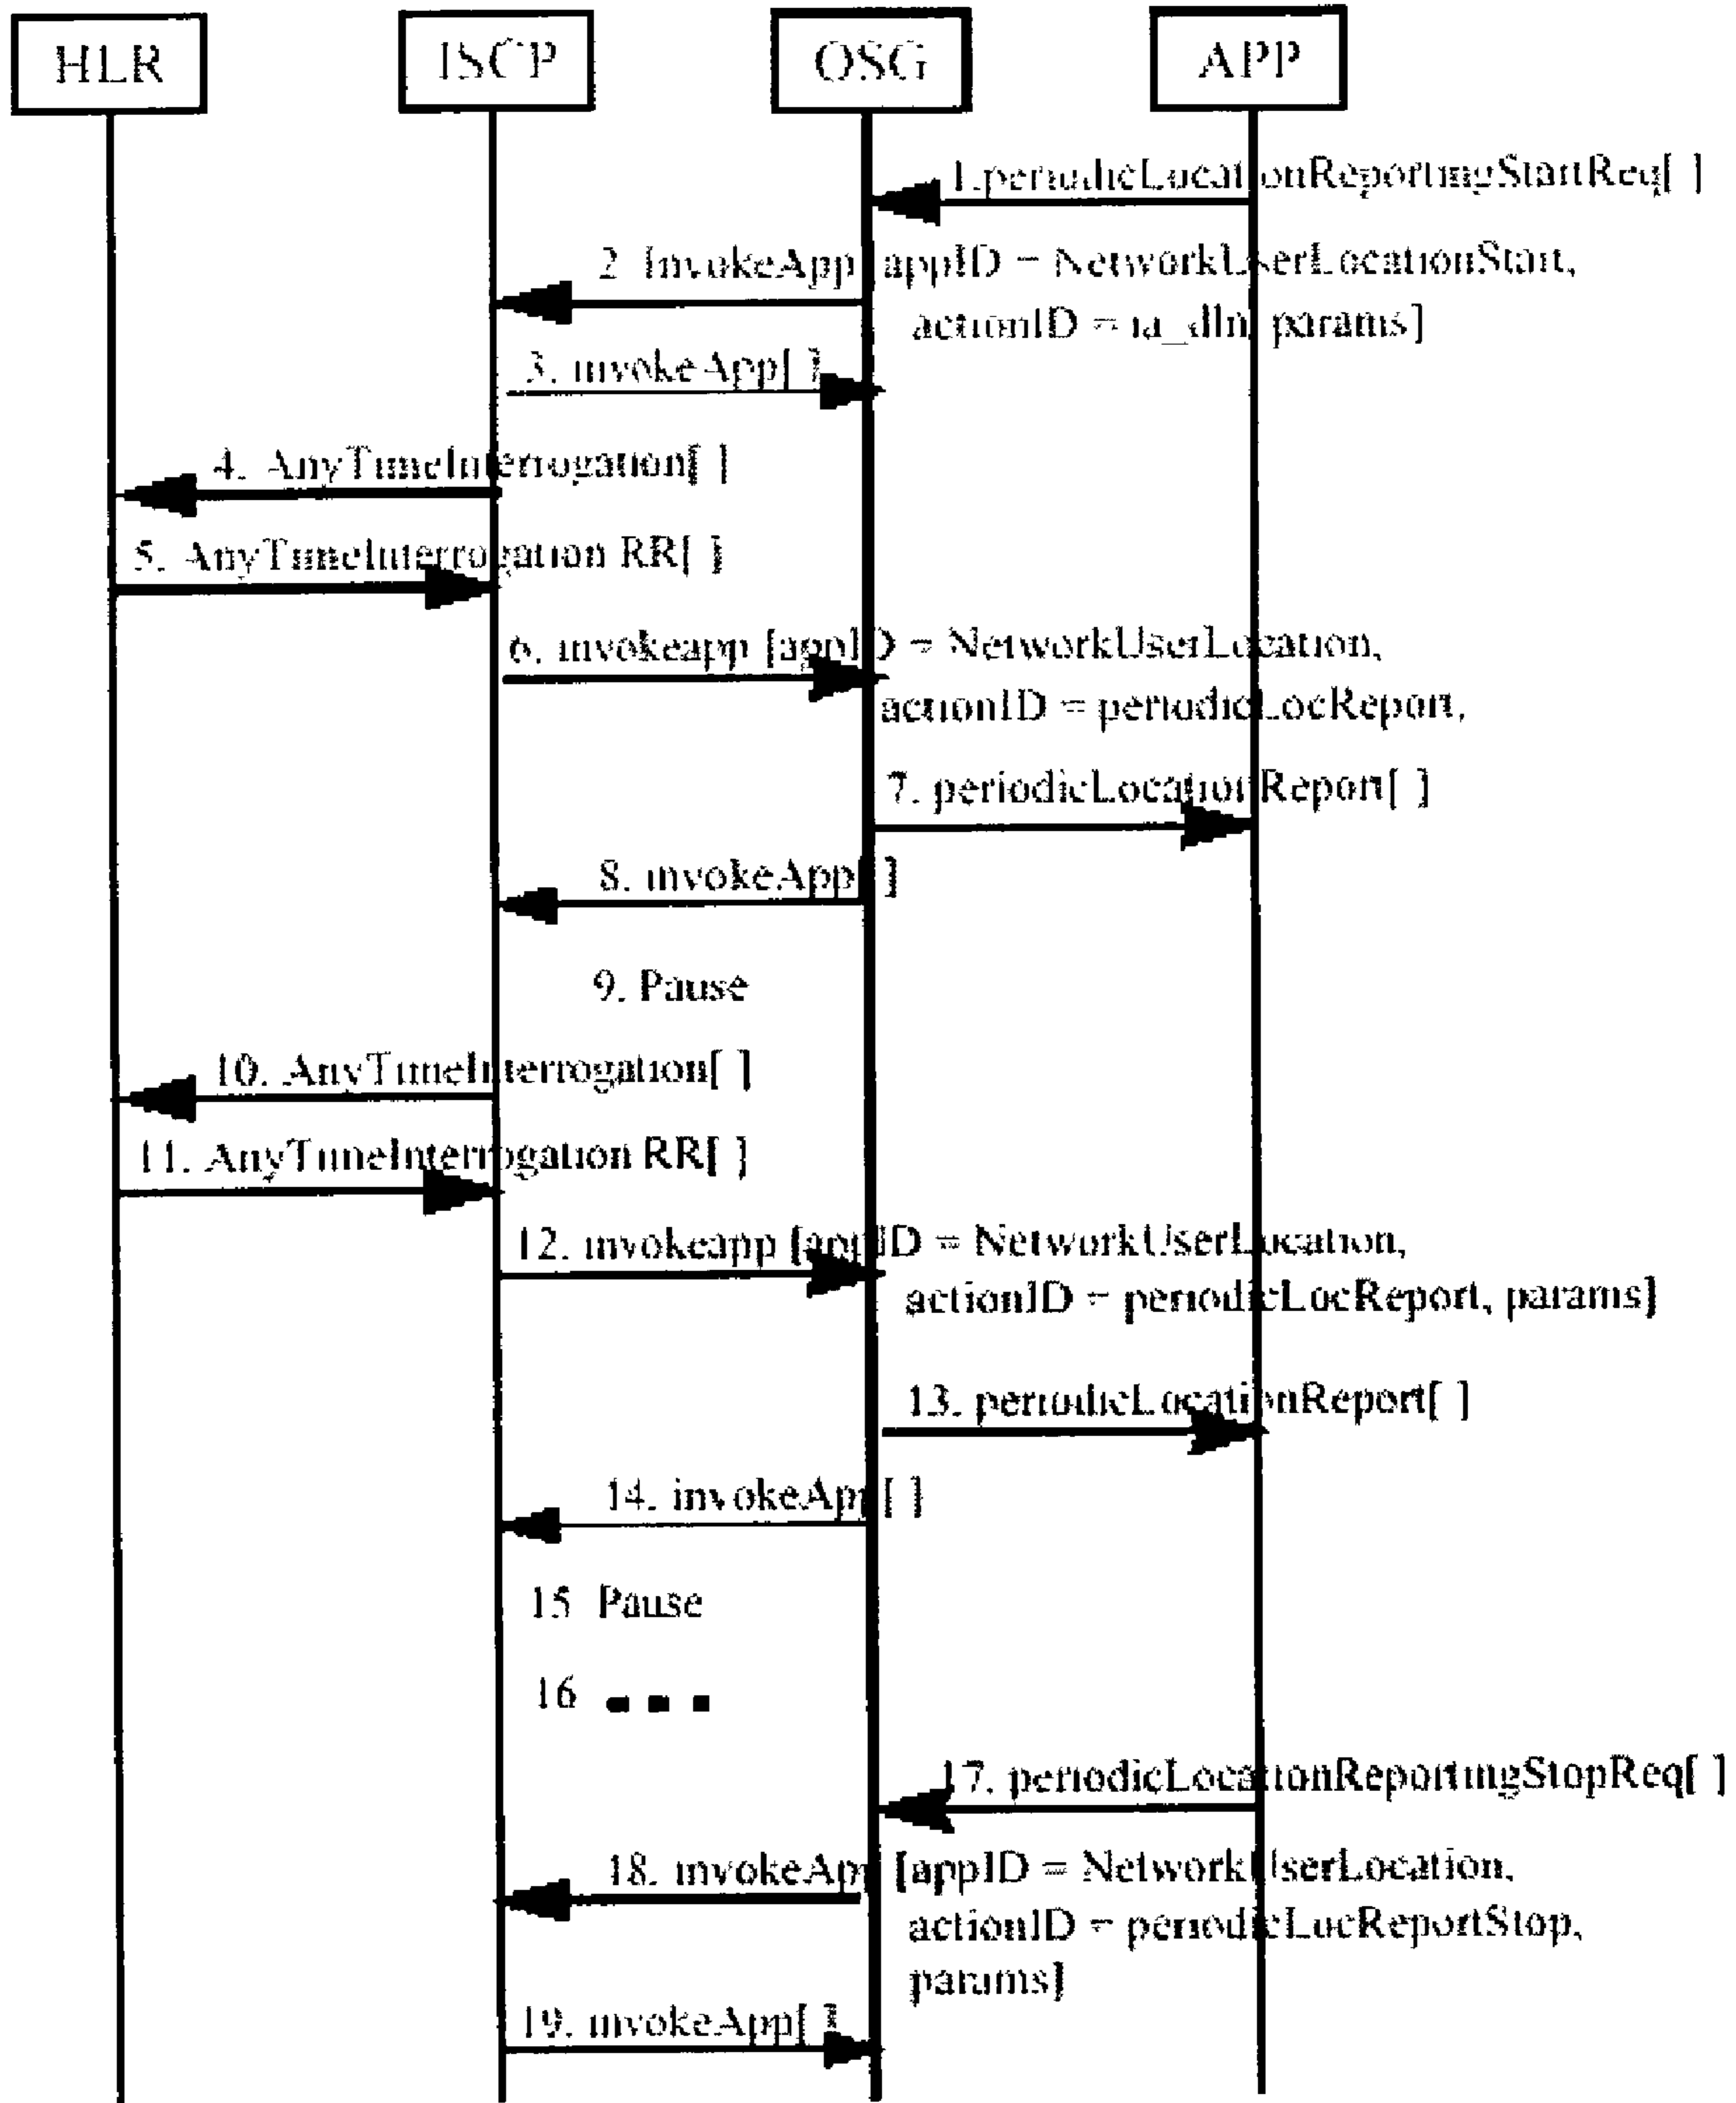 HLR
ISCP
OSG
APP
1.periodicLocationReportingStartReq[ ]
2 InvokeApp [appID = NetworkUserLocationStart,
actionID = ia_dln, params]
3. invokeApp[ ]
4. AnyTimeInterrogation[ ]
5. AnyTimeInterrogation RR[ ]
6. invokeapp [appID = NetworkUserLocation,
actionID = periodicLocReport,
7. periodicLocationReport[ ]
8. invokeApp[ ]
9. Pause
10. AnyTimeInterrogation[ ]
11. AnyTimeInterrogation RR[ ]
12. invokeapp [appID = NetworkUserLocation,
actionID = periodicLocReport, params]
13. periodicLocationReport[ ]
14. invokeApp[ ]
15 Pause
16 ...
17. periodicLocationReportingStopReq[ ]
18. invokeApp [appID = NetworkUserLocation,
actionID = periodicLocReportStop,
params]
19. invokeApp[ ]